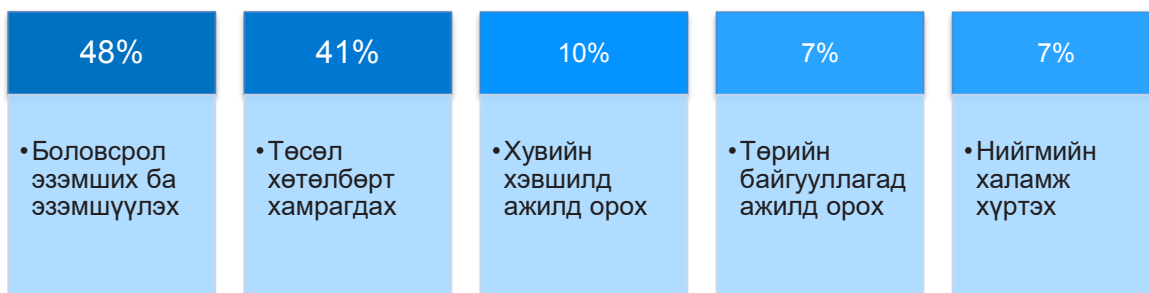 48%
• Боловсрол
эзэмших ба
эзэмшүүлэх
41%
• Төсөл
хөтөлбөрт
хамрагдах
10%
• Хувийн
хэвшилд
ажилд орох
7%
• Төрийн
байгууллагад
ажилд орох
7%
• Нийгмийн
халамж
хүртэх